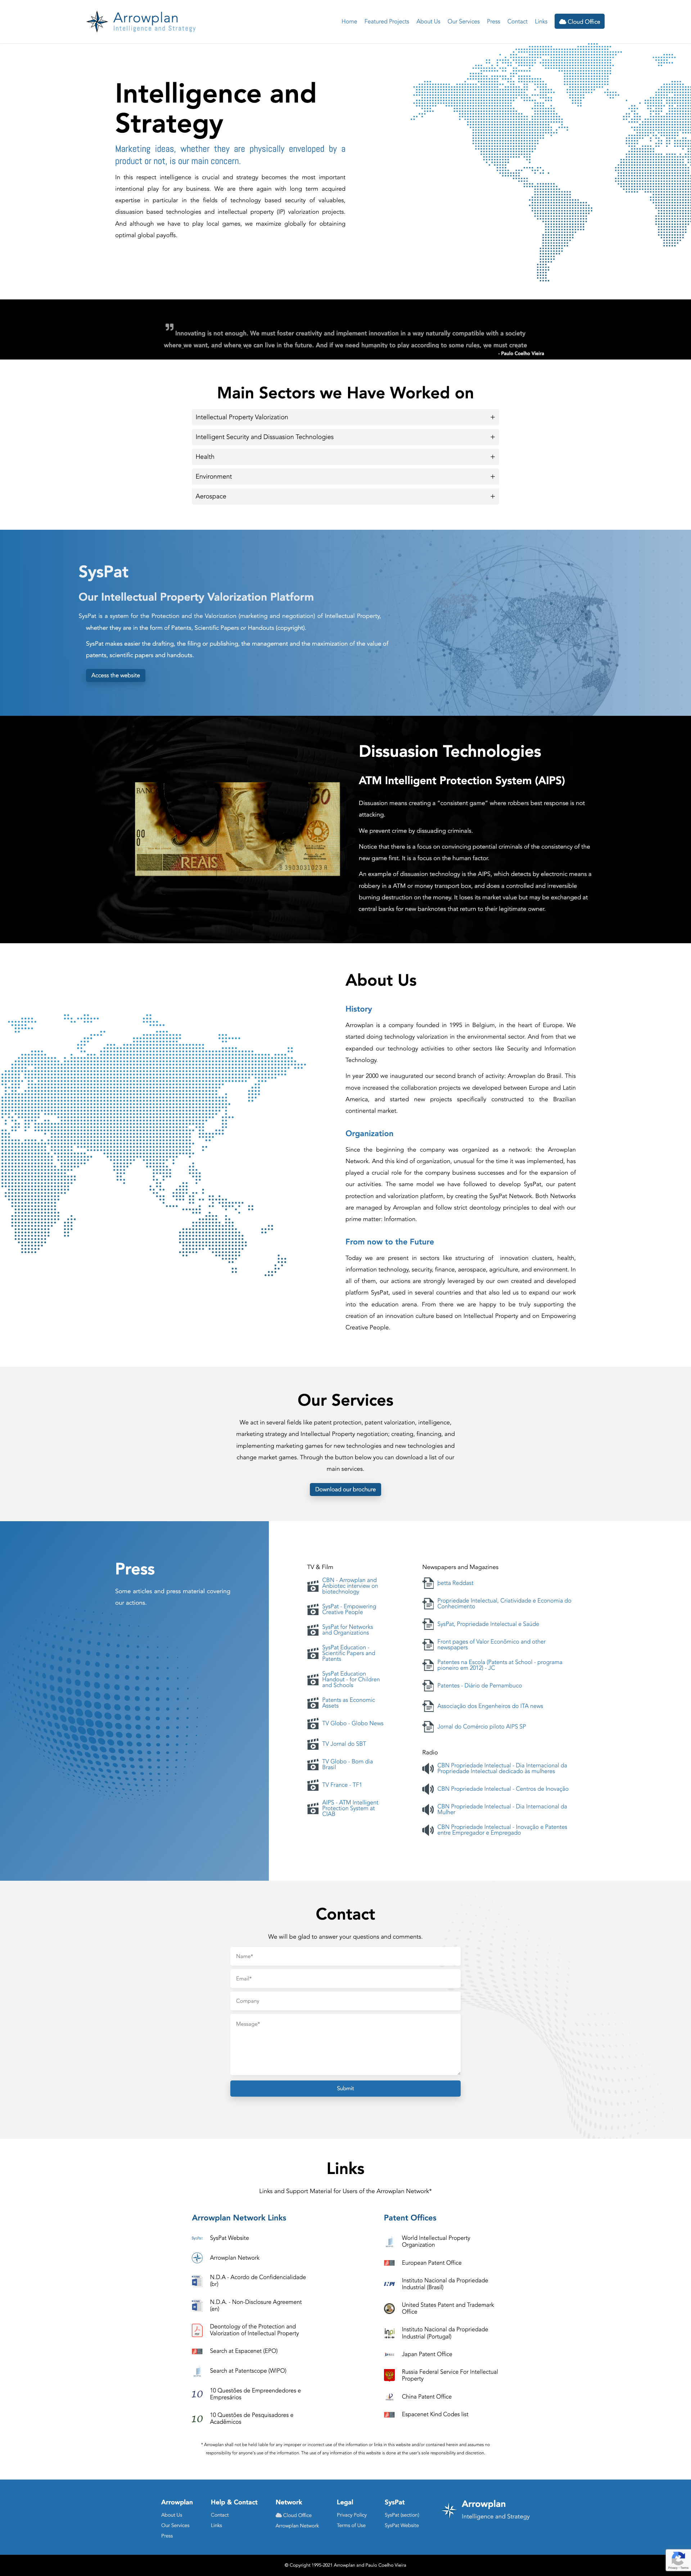 Arrowplan
Intelligence and Strategy
Home
Featured Projects
About Us
Our Services
Press
Contact
Links
Cloud Office
Intelligence and
Strategy
Marketing ideas, whether they are physically enveloped by a
product or not, is our main concern.
In this respect intelligence is crucial and strategy becomes the most important
intentional play for any business. We are there again with long term acquired
expertise in particular in the fields of technology based security of valuables,
dissuasion based technologies and intellectual property (IP) valorization projects.
And although we have to play local games, we maximize globally for obtaining
optimal global payoffs.
Innovating is not enough. We must foster creativity and implement innovation in a way naturally compatible with a society
where we want, and where we can live in the future. And if we need humanity to play according to some rules, we must create
- Paulo Coelho Vieira
Main Sectors we Have Worked on
Intellectual Property Valorization +
Intelligent Security and Dissuasion Technologies +
Health +
Environment +
Aerospace +
SysPat
Our Intellectual Property Valorization Platform
SysPat is a system for the Protection and the Valorization (marketing and negotiation) of Intellectual Property,
whether they are in the form of Patents, Scientific Papers or Handouts (copyright).
SysPat makes easier the drafting, the filing or publishing, the management and the maximization of the value of
patents, scientific papers and handouts.
Access the website
Dissuasion Technologies
ATM Intelligent Protection System (AIPS)
Dissuasion means creating a "consistent game" where robbers best response is not
attacking.
We prevent crime by dissuading criminals.
Notice that there is a focus on convincing potential criminals of the consistency of the
new game first. It is a focus on the human factor.
An example of dissuasion technology is the AIPS, which detects by electronic means a
robbery in a ATM or money transport box, and does a controlled and irreversible
burning destruction on the money. It loses its market value but may be exchanged at
central banks for new banknotes that return to their legitimate owner.
REAIS
About Us
History
Arrowplan is a company founded in 1995 in Belgium, in the heart of Europe. We
started doing technology valorization in the environmental sector. And from that we
expanded our technology activities to other sectors like Security and Information
Technology.
In year 2000 we inaugurated our second branch of activity: Arrowplan do Brasil. This
move increased the collaboration projects we developed between Europe and Latin
America, and started new projects specifically constructed to the Brazilian
continental market.
Organization
Since the beginning the company was organized as a network: the Arrowplan
Network. And this kind of organization, unusual for the time it was implemented, has
played a crucial role for the company business successes and for the expansion of
our activities. The same model we have followed to develop SysPat, our patent
protection and valorization platform, by creating the SysPat Network. Both Networks
are managed by Arrowplan and follow strict deontology principles to deal with our
prime matter: Information.
From now to the Future
Today we are present in sectors like structuring of innovation clusters, health,
information technology, security, finance, aerospace, agriculture, and environment. In
all of them, our actions are strongly leveraged by our own created and developed
platform SysPat, used in several countries and that also led us to expand our work
into the education arena. From there we are happy to be truly supporting the
creation of an innovation culture based on Intellectual Property and on Empowering
Creative People.
Our Services
We act in several fields like patent protection, patent valorization, intelligence,
marketing strategy and Intellectual Property negotiation; creating, financing, and
implementing marketing games for new technologies and new technologies and
change market games. Through the button below you can download a list of our
main services.
Download our brochure
Press
Some articles and press material covering
our actions.
TV & Film
CBN - Arrowplan and
Anbiotec interview on
biotechnology
SysPat - Empowering
Creative People
SysPat for Networks
and Organizations
SysPat Education -
Scientific Papers and
Patents
SysPat Education
Handout - for Children
and Schools
Patents as Economic
Assets
TV Globo - Globo News
TV Jornal do SBT
TV Globo - Bom dia
Brasil
TV France - TF1
AIPS - ATM Intelligent
Protection System at
CIAB
Newspapers and Magazines
þetta Reddast
Propriedade Intelectual, Criatividade e Economia do
Conhecimento
SysPat, Propriedade Intelectual e Saúde
Front pages of Valor Econômico and other
newspapers
Patentes na Escola (Patents at School - programa
pioneiro em 2012) - JC
Patentes - Diário de Pernambuco
Associação dos Engenheiros do ITA news
Jornal do Comércio piloto AIPS SP
Radio
CBN Propriedade Intelectual - Dia Internacional da
Propriedade Intelectual dedicado às mulheres
CBN Propriedade Intelectual - Centros de Inovação
CBN Propriedade Intelectual - Dia Internacional da
Mulher
CBN Propriedade Intelectual - Inovação e Patentes
entre Empregador e Empregado
Contact
We will be glad to answer your questions and comments.
Name*
Email*
Company
Message*
Submit
Links
Links and Support Material for Users of the Arrowplan Network*
Arrowplan Network Links
SysPat Website
Arrowplan Network
N.D.A - Acordo de Confidencialidade
(br)
N.D.A. - Non-Disclosure Agreement
(en)
Deontology of the Protection and
Valorization of Intellectual Property
Search at Espacenet (EPO)
Search at Patentscope (WIPO)
10 10 Questões de Empreendedores e
Empresários
10 10 Questões de Pesquisadores e
Acadêmicos
Patent Offices
World Intellectual Property
Organization
European Patent Office
Instituto Nacional da Propriedade
Industrial (Brasil)
United States Patent and Trademark
Office
inpi Instituto Nacional da Propriedade
Industrial (Portugal)
Japan Patent Office
Russia Federal Service For Intellectual
Property
China Patent Office
Espacenet Kind Codes list
* Arrowplan shall not be held liable for any improper or incorrect use of the information or links in this website and/or contained herein and assumes no
responsibility for anyone's use of the information. The use of any information of this website is done at the user's sole responsibility and discretion.
Arrowplan
About Us
Our Services
Press
Help & Contact
Contact
Links
Network
Cloud Office
Arrowplan Network
Legal
Privacy Policy
Terms of Use
SysPat
SysPat (section)
SysPat Website
Arrowplan
Intelligence and Strategy
© Copyright 1995-2021 Arrowplan and Paulo Coelho Vieira
Privacy - Terms